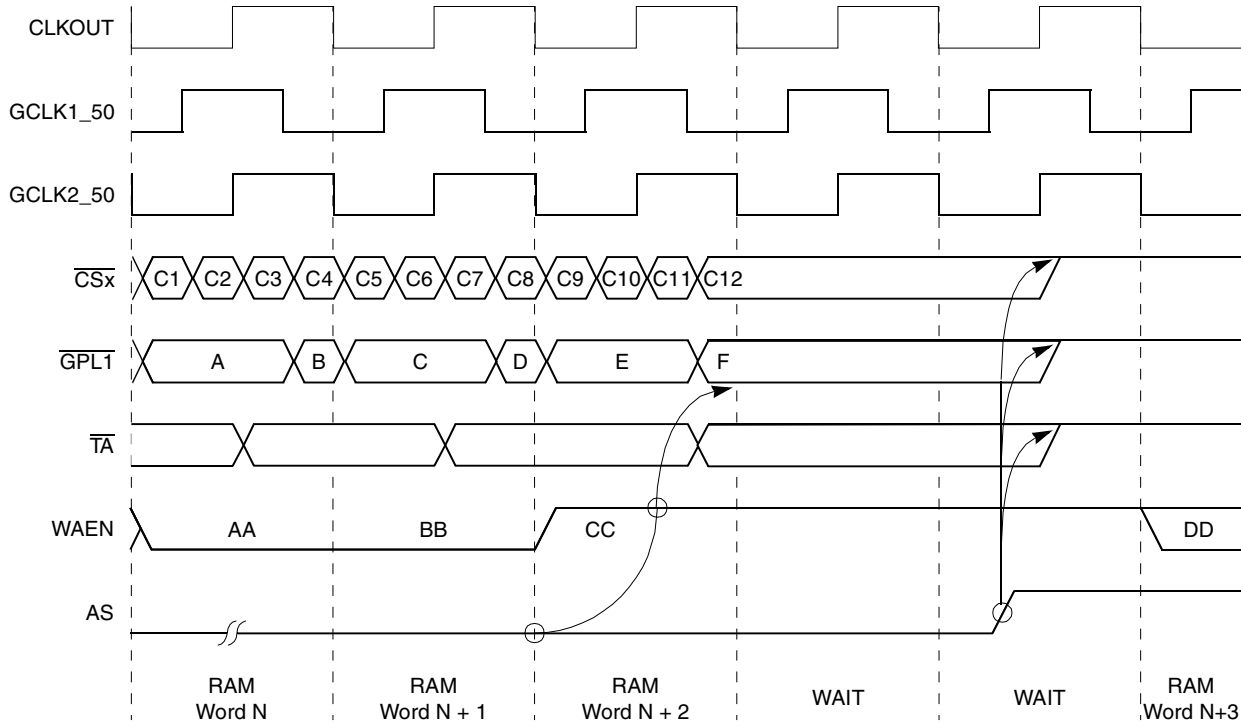 CLKOUT
GCLK1_50
GCLK2_50
CSx
C1 C2 C3 C4 C5 C6 C7 C8 C9 C10 C11 C12
GPL1
A B C D E F
TA
WAEN
AA BB CC DD
AS
RAM Word N
RAM Word N + 1
RAM Word N + 2
WAIT
WAIT
RAM Word N+3